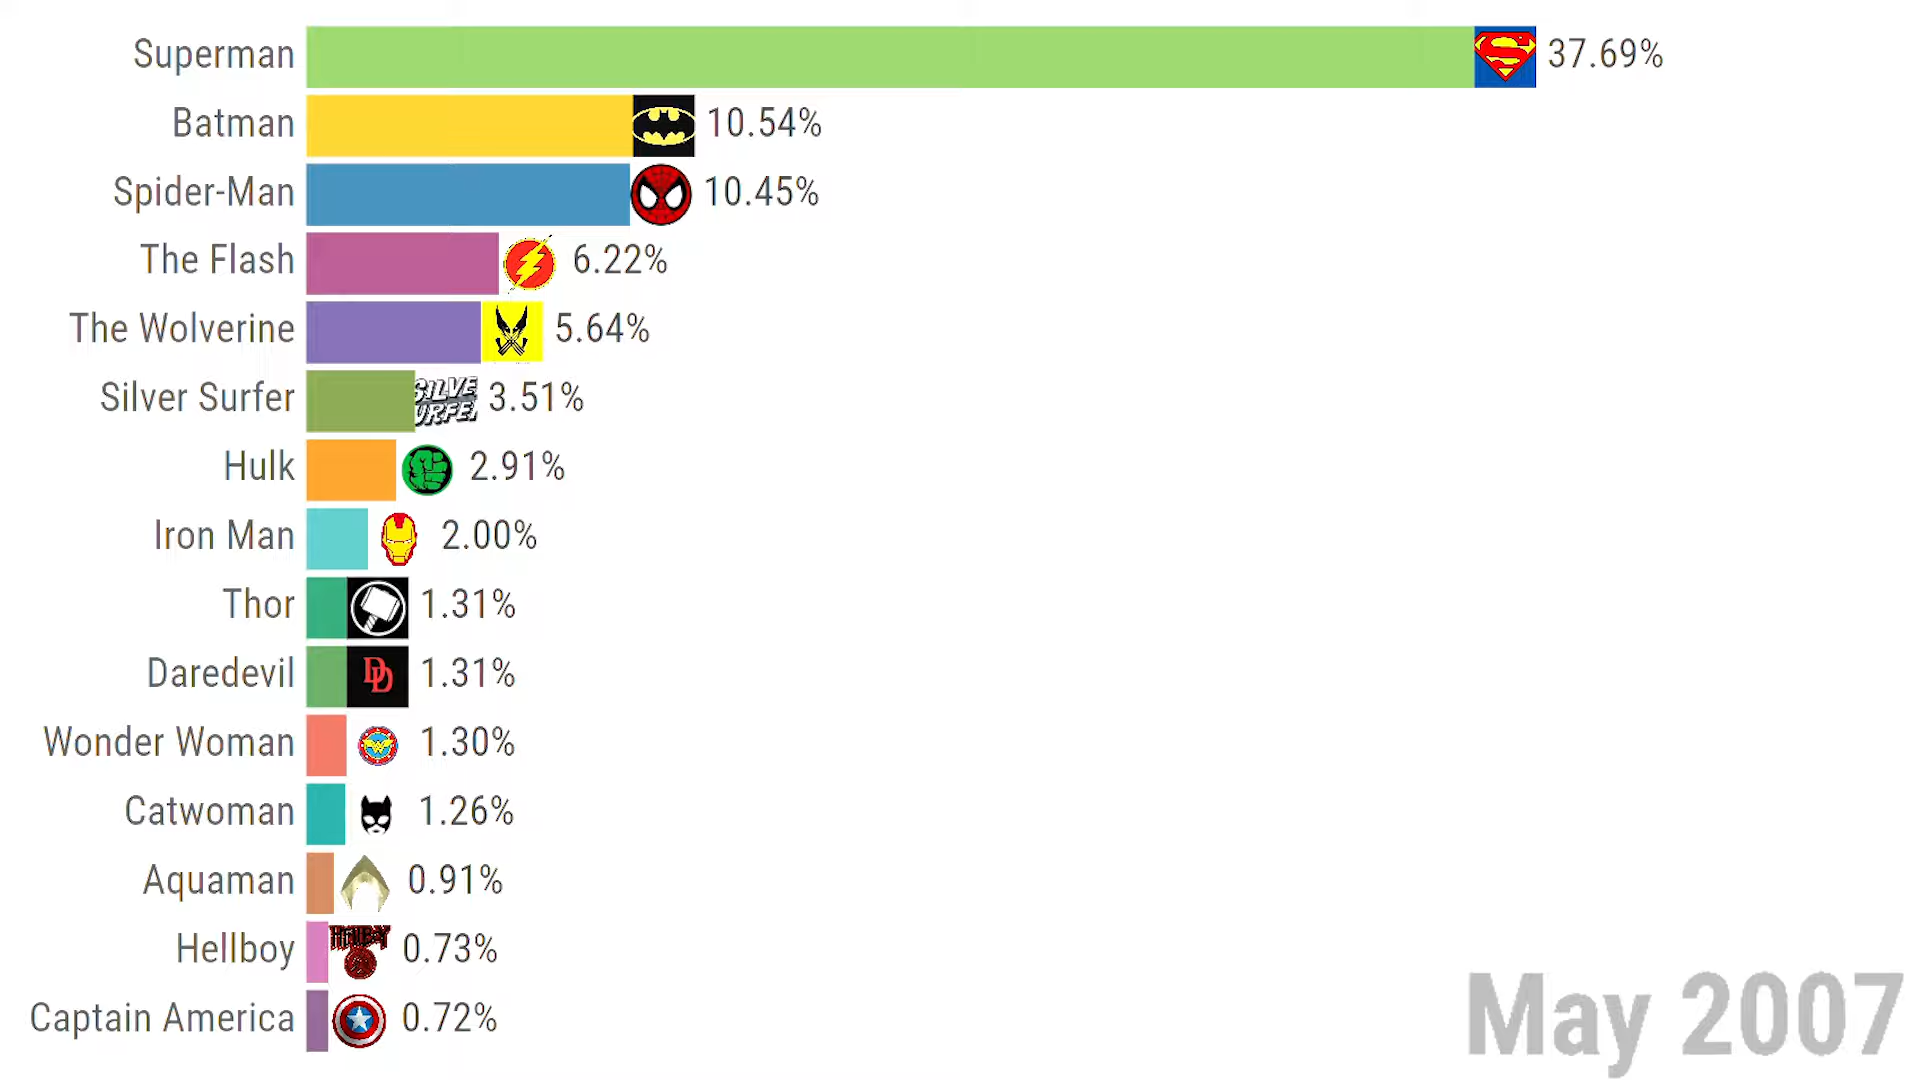 Superman 37.69%
Batman 10.54%
Spider-Man 10.45%
The Flash 6.22%
The Wolverine 5.64%
Silver Surfer 3.51%
Hulk 2.91%
Iron Man 2.00%
Thor 1.31%
Daredevil DD 1.31%
Wonder Woman 1.30%
Catwoman 1.26%
Aquaman 0.91%
Hellboy 0.73%
Captain America 0.72%
May 2007